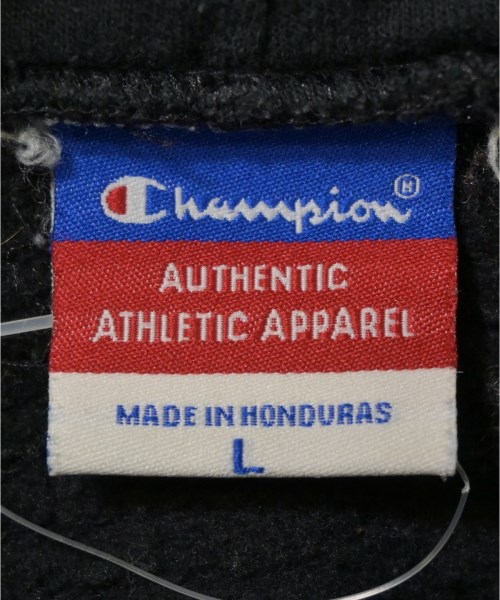 Champion®
AUTHENTIC
ATHLETIC APPAREL
MADE IN HONDURAS
L